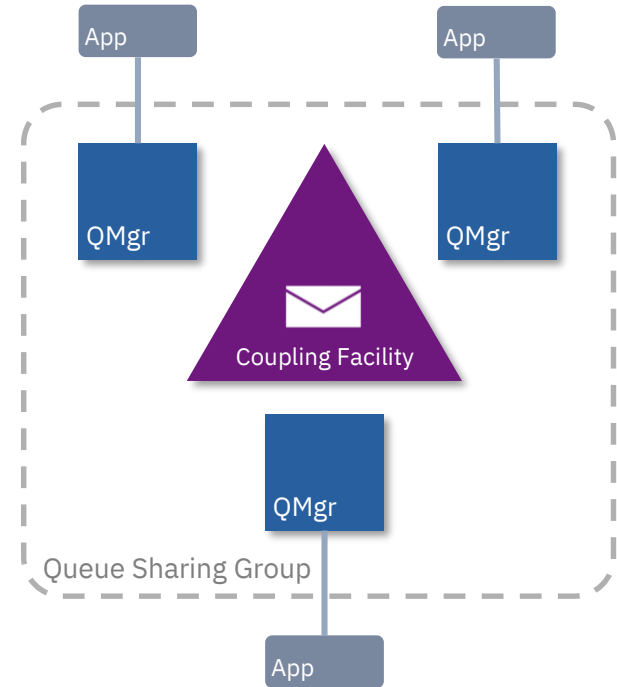 App
App
QMgr
QMgr
Coupling Facility
QMgr
Queue Sharing Group
App